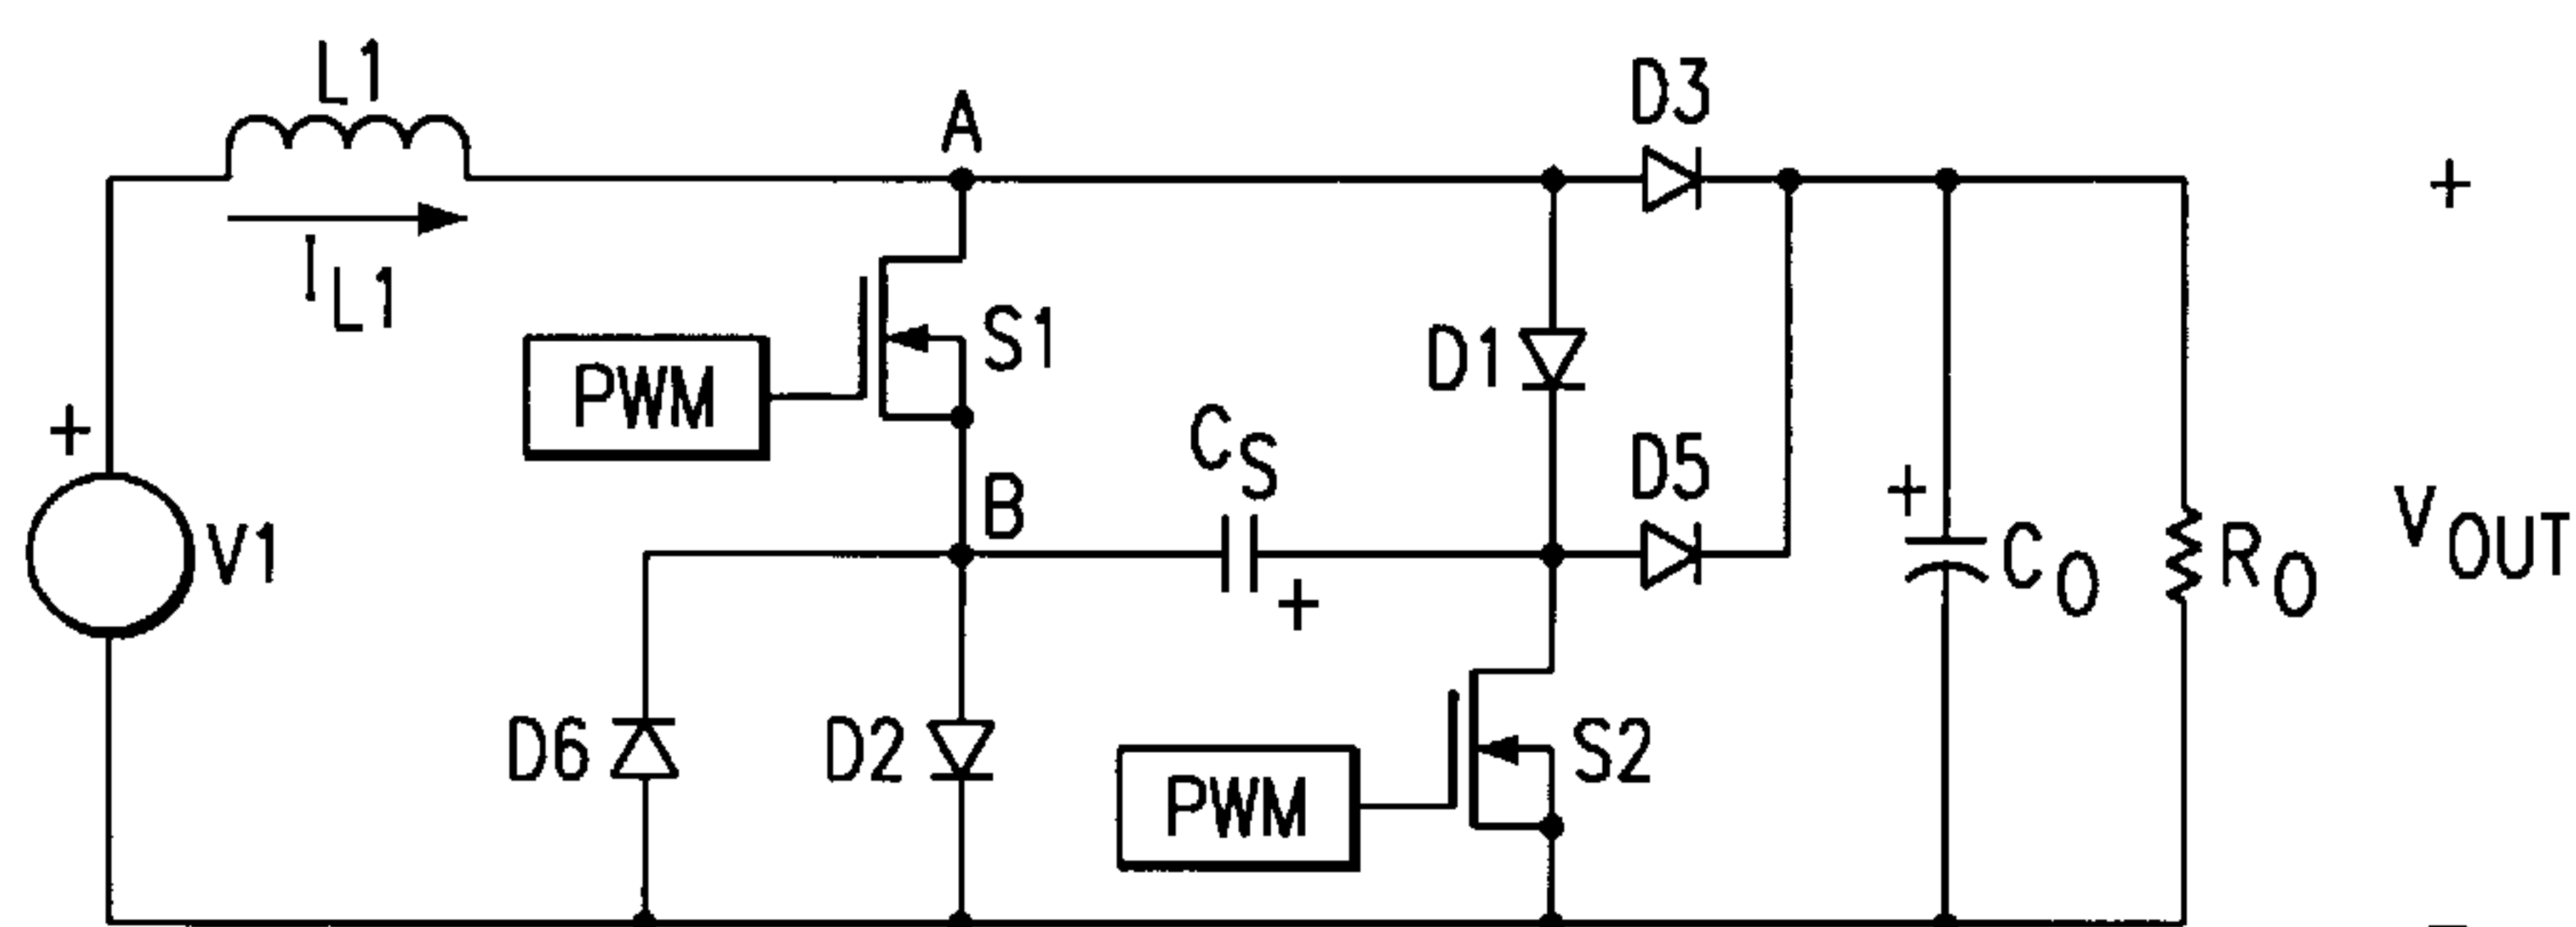 L1
A
D3
I L1
S1
PWM
D1
+
V1
B
C S
+
D5
+
C O
R O
+
V OUT
D6
D2
PWM
S2
−